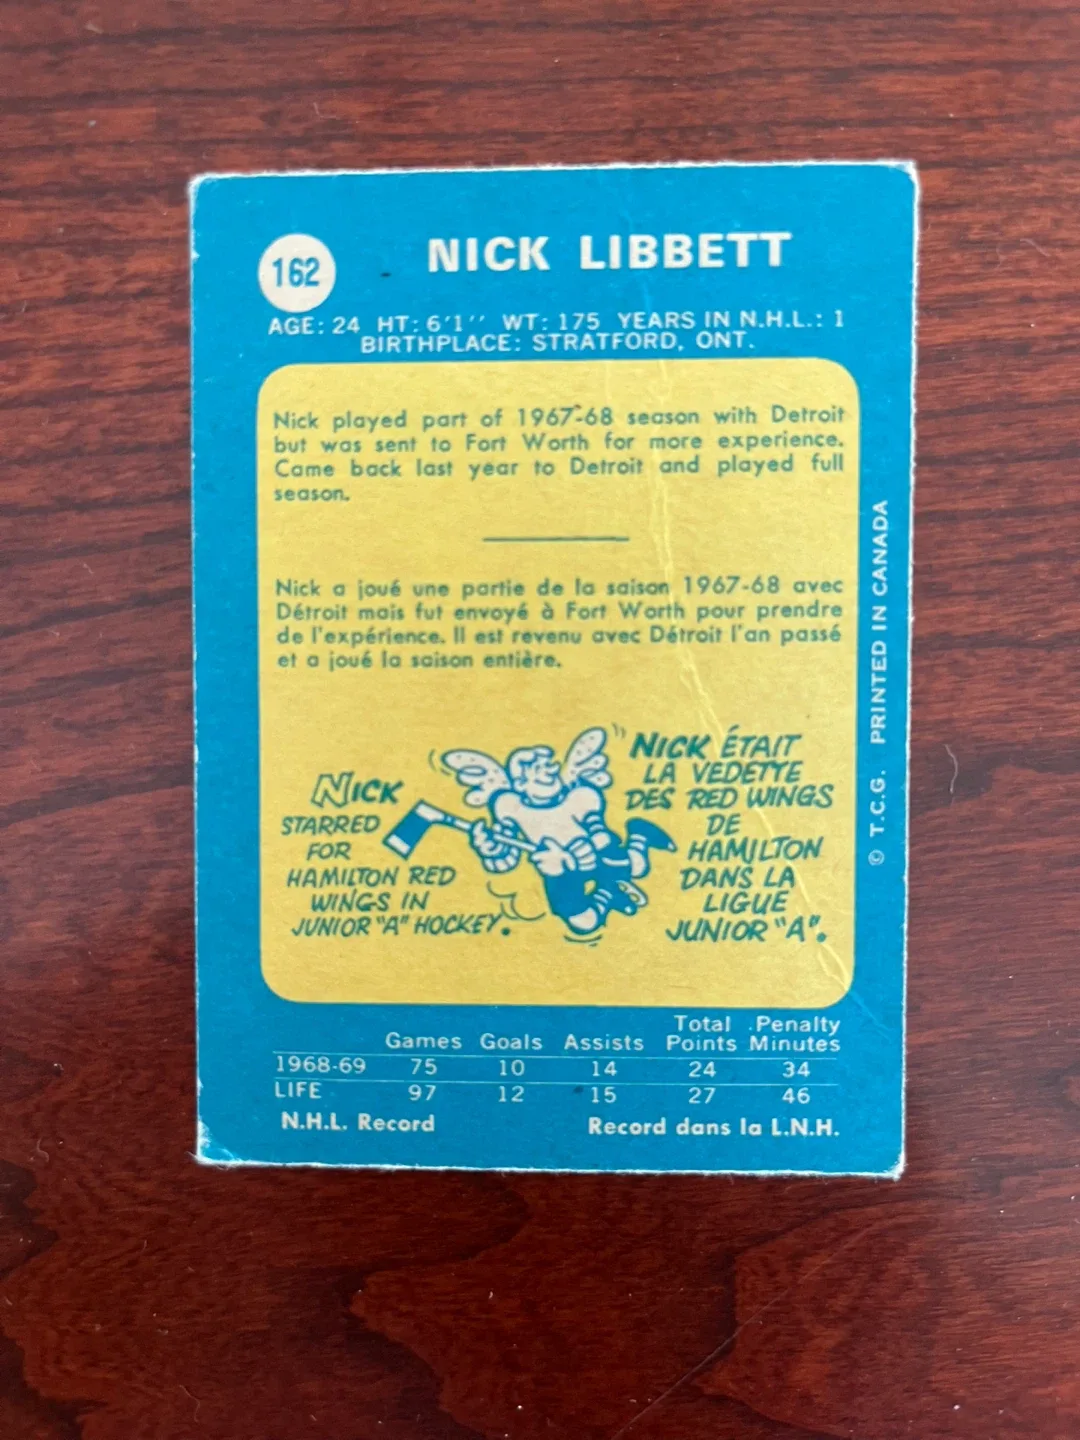 162
NICK LIBBETT
AGE: 24 HT: 6'1'' WT: 175 YEARS IN N.H.L.: 1
BIRTHPLACE: STRATFORD, ONT.
Nick played part of 1967-68 season with Detroit
but was sent to Fort Worth for more experience.
Came back last year to Detroit and played full
season.
Nick a joué une partie de la saison 1967-68 avec
Détroit mais fut envoyé à Fort Worth pour prendre
de l'expérience. Il est revenu avec Détroit l'an passé
et a joué la saison entière.
NICK
STARRED
FOR
HAMILTON RED
WINGS IN
JUNIOR "A" HOCKEY.
NICK ÉTAIT
LA VEDETTE
DES RED WINGS
DE
HAMILTON
DANS LA
LIGUE
JUNIOR "A".
© T.C.G. PRINTED IN CANADA
Games Goals Assists Total Points Penalty Minutes
1968-69 75 10 14 24 34
LIFE 97 12 15 27 46
N.H.L. Record Record dans la L.N.H.